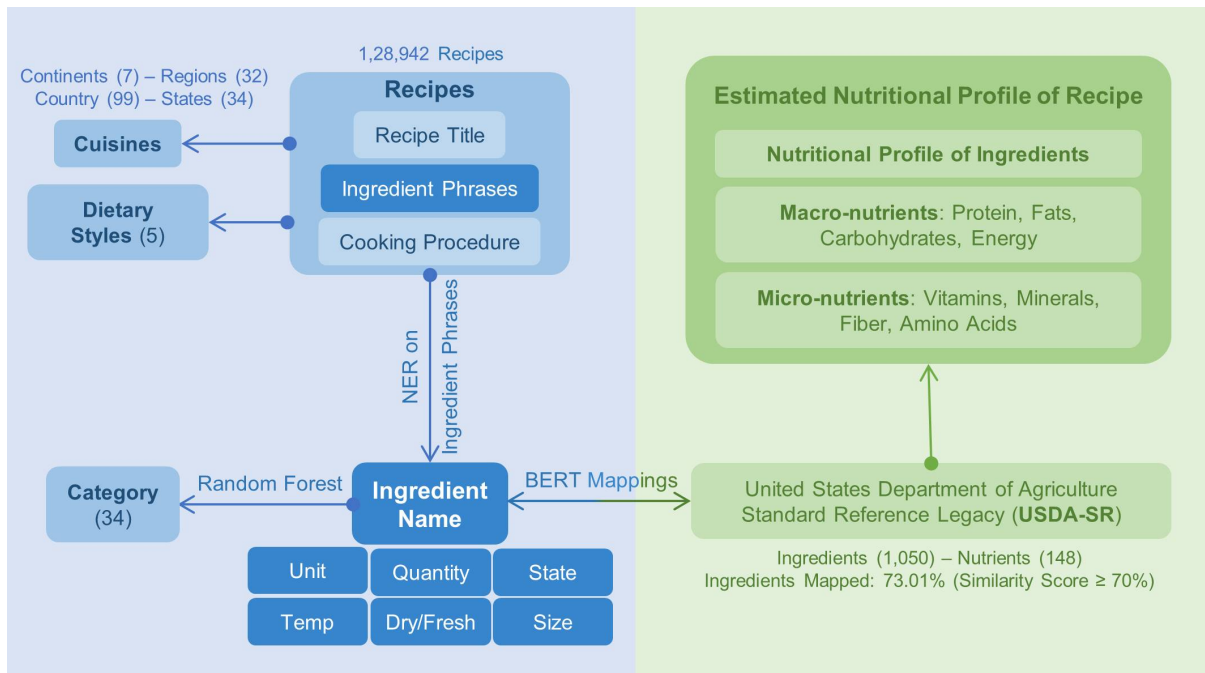 1,28,942 Recipes
Continents (7) – Regions (32)
Country (99) – States (34)
Recipes
Recipe Title
Ingredient Phrases
Cooking Procedure
Cuisines
Dietary
Styles (5)
NER on
Ingredient Phrases
Category
(34)
Random Forest
Ingredient
Name
BERT Mappings
Unit
Quantity
State
Temp
Dry/Fresh
Size
Estimated Nutritional Profile of Recipe
Nutritional Profile of Ingredients
Macro-nutrients: Protein, Fats,
Carbohydrates, Energy
Micro-nutrients: Vitamins, Minerals,
Fiber, Amino Acids
United States Department of Agriculture
Standard Reference Legacy (USDA-SR)
Ingredients (1,050) – Nutrients (148)
Ingredients Mapped: 73.01% (Similarity Score ≥ 70%)